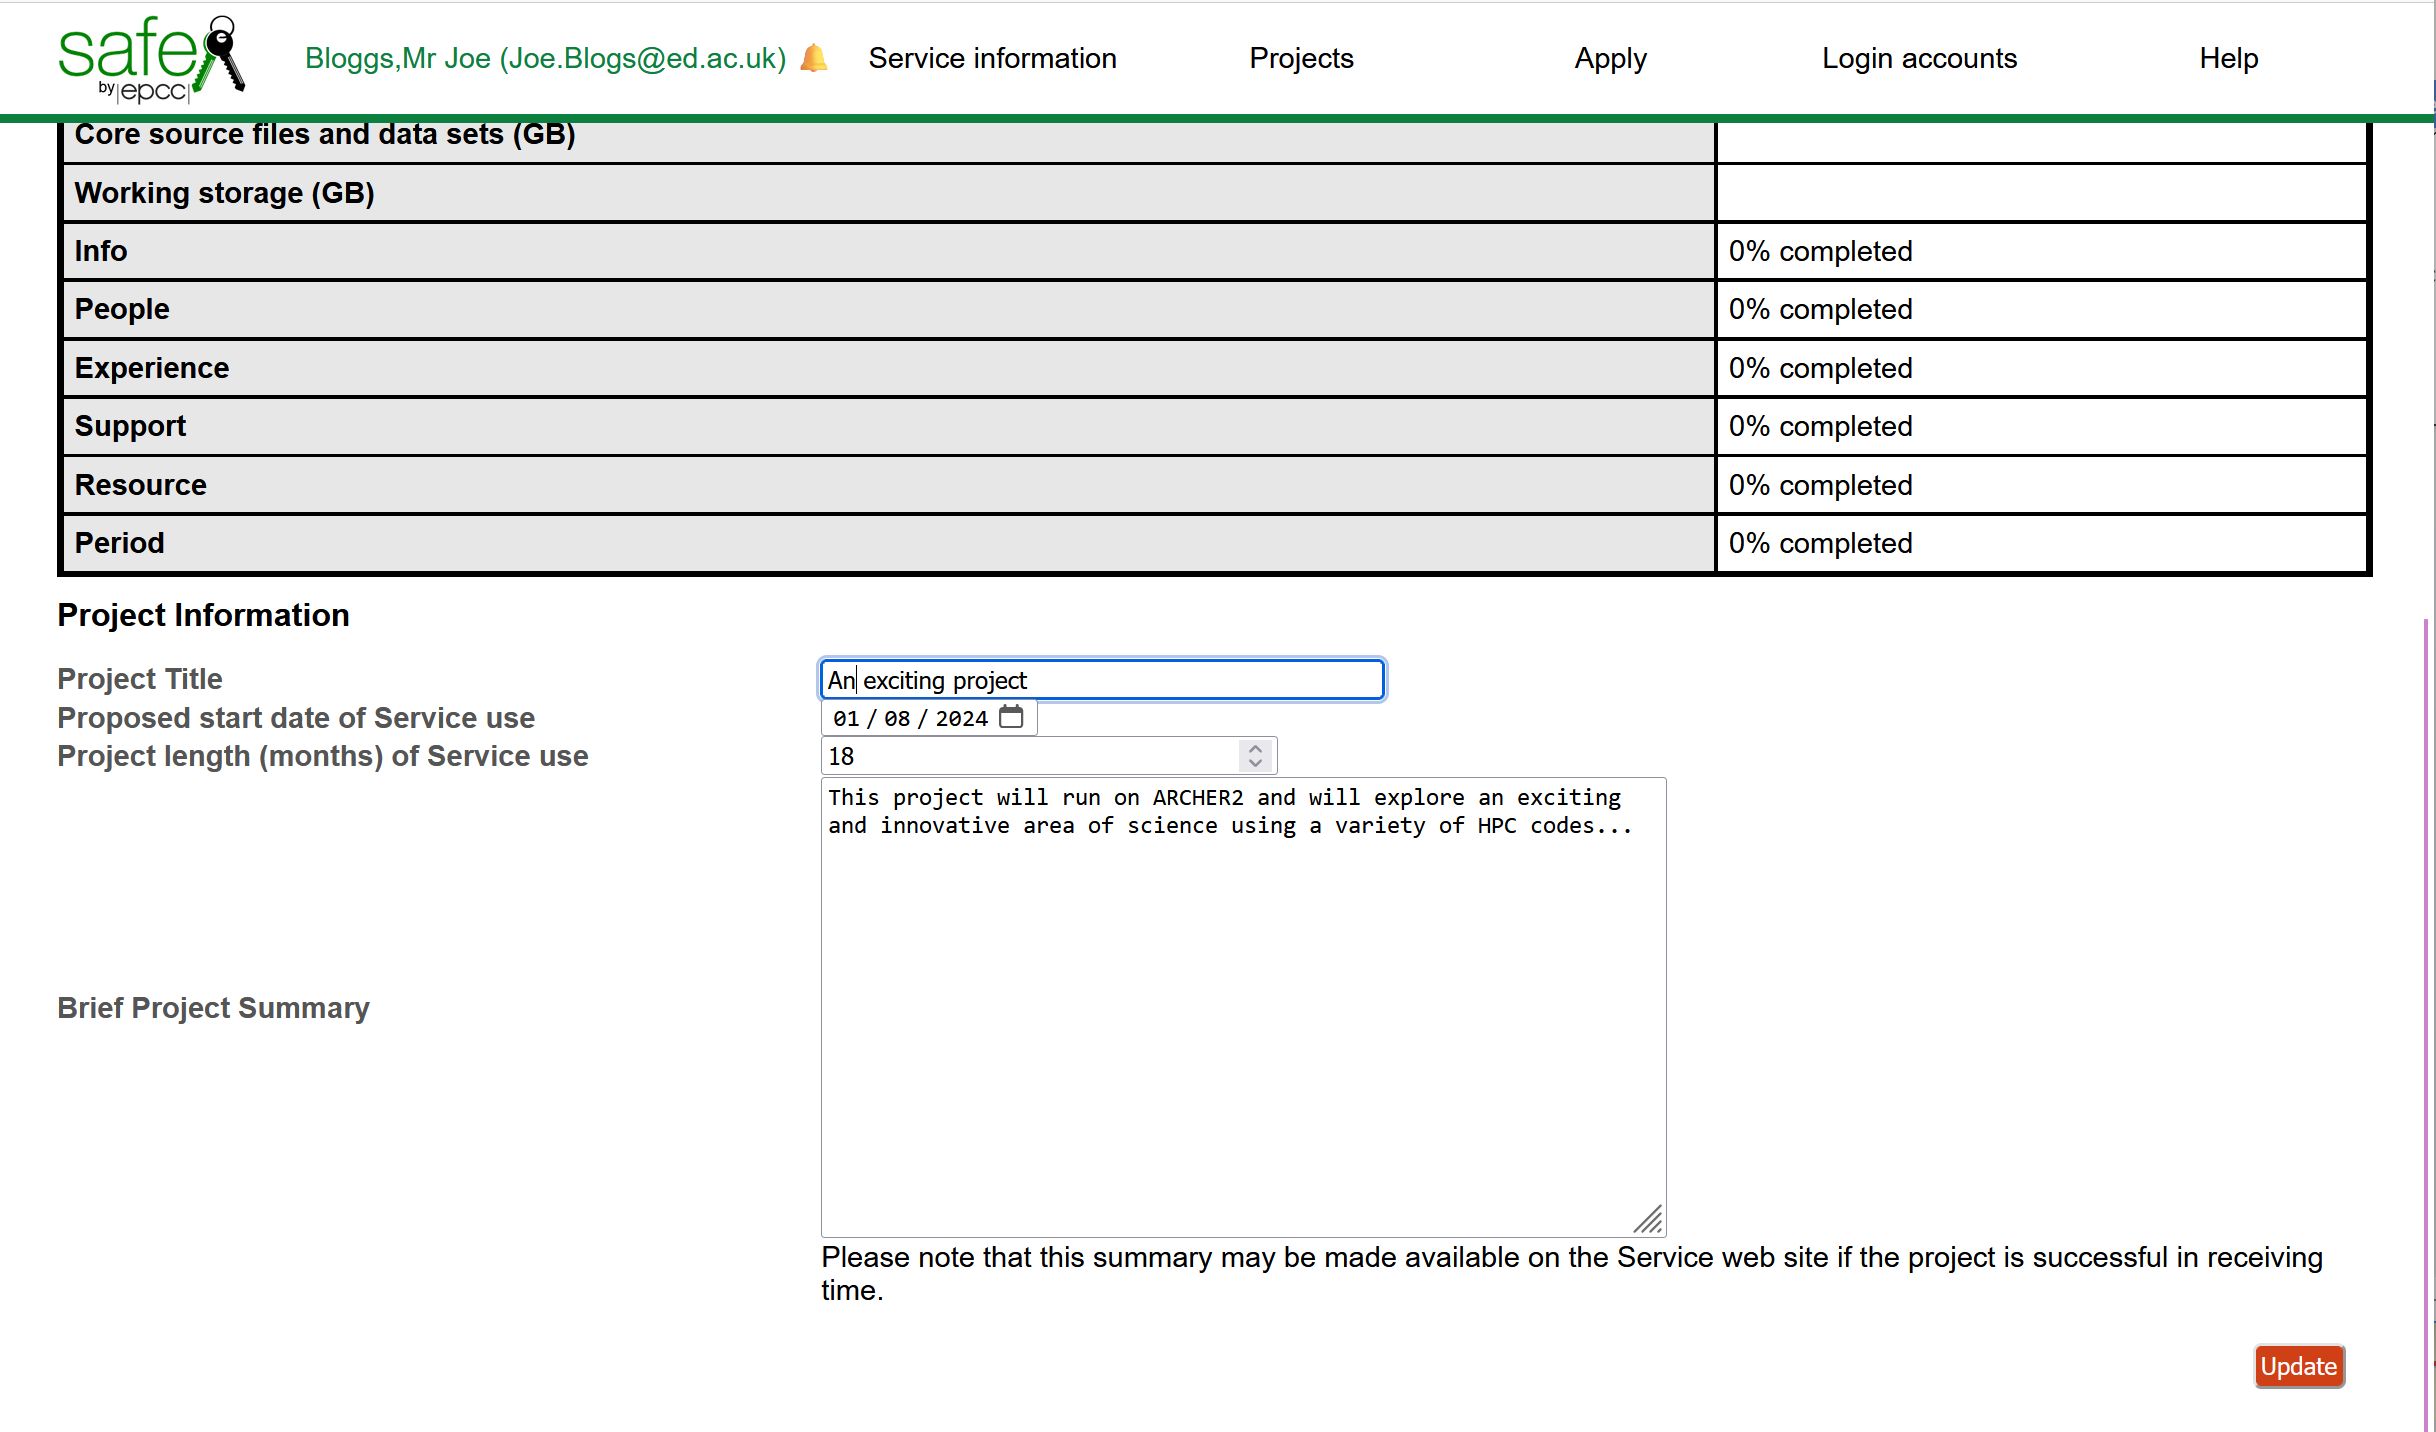 safe
by |epcc|
Bloggs,Mr Joe (Joe.Blogs@ed.ac.uk) Service information Projects Apply Login accounts Help
Core source files and data sets (GB)
Working storage (GB)
Info 0% completed
People 0% completed
Experience 0% completed
Support 0% completed
Resource 0% completed
Period 0% completed
Project Information
Project Title An exciting project
Proposed start date of Service use 01 / 08 / 2024
Project length (months) of Service use 18
This project will run on ARCHER2 and will explore an exciting
and innovative area of science using a variety of HPC codes...
Brief Project Summary
Please note that this summary may be made available on the Service web site if the project is successful in receiving
time.
Update